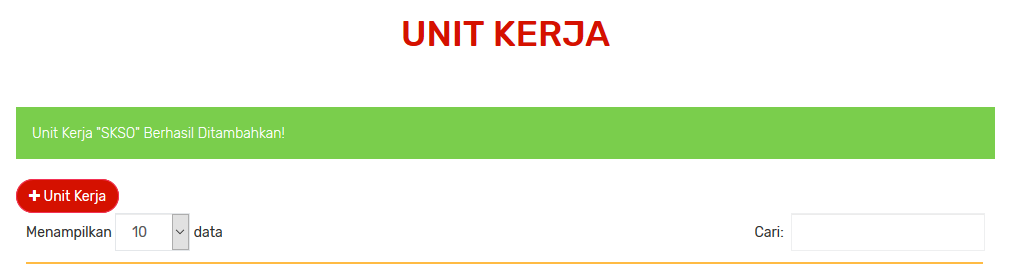 UNIT KERJA
Unit Kerja "SKSO" Berhasil Ditambahkan!
+ Unit Kerja
Menampilkan 10 data Cari: